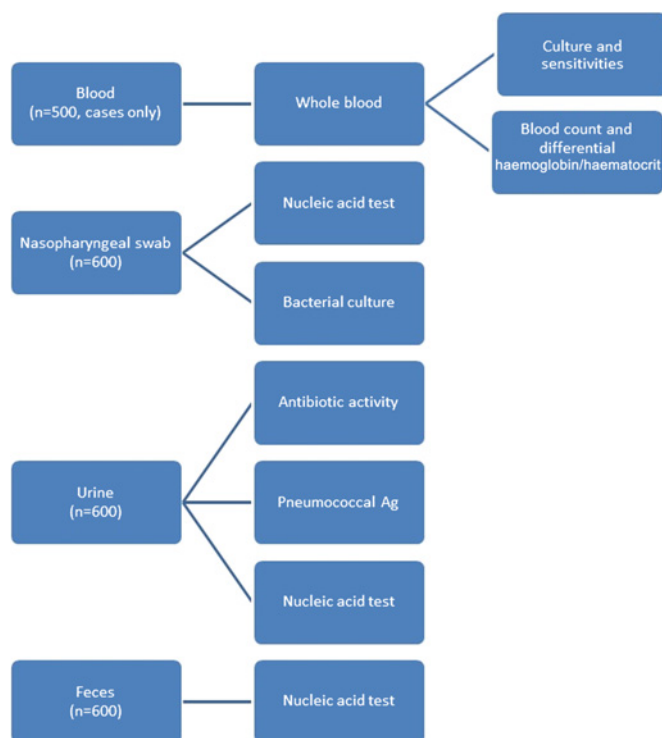 Blood
(n=500, cases only)
Whole blood
Culture and
sensitivities
Blood count and
differential
haemoglobin/haematocrit
Nasopharyngeal swab
(n=600)
Nucleic acid test
Bacterial culture
Urine
(n=600)
Antibiotic activity
Pneumococcal Ag
Nucleic acid test
Feces
(n=600)
Nucleic acid test